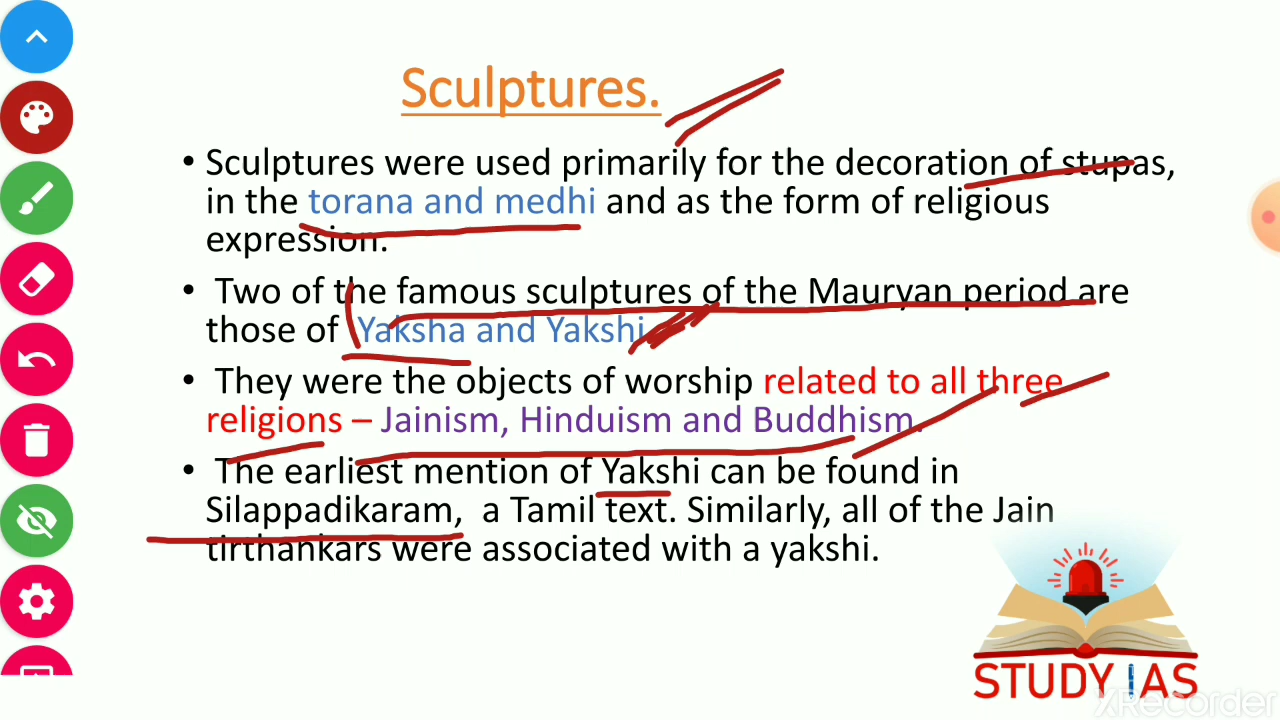 Sculptures.
• Sculptures were used primarily for the decoration of stupas,
in the torana and medhi and as the form of religious
expression.
• Two of the famous sculptures of the Mauryan period are
those of Yaksha and Yakshi
• They were the objects of worship related to all three
religions – Jainism, Hinduism and Buddhism.
• The earliest mention of Yakshi can be found in
Silappadikaram, a Tamil text. Similarly, all of the Jain
tirthankars were associated with a yakshi.
STUDY IAS
XRecorder